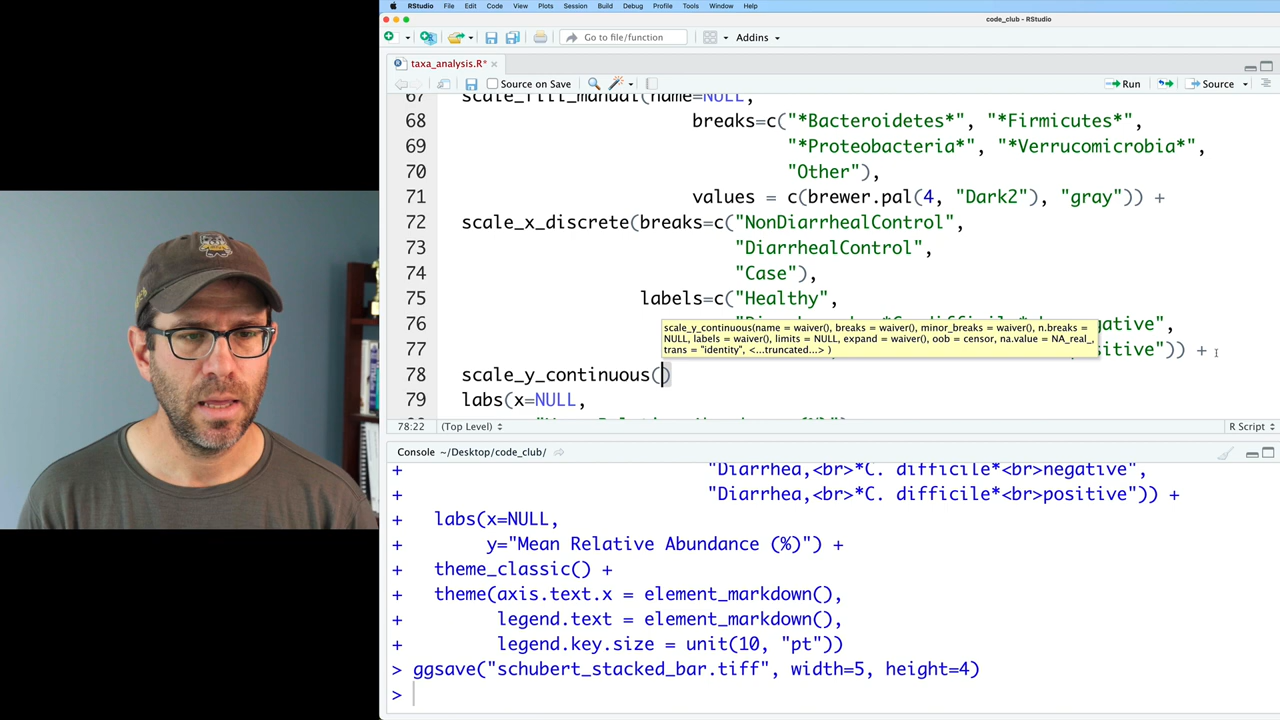 RStudio File Edit Code View Plots Session Build Debug Profile Tools Window Help
code_club - RStudio
Go to file/function Addins
taxa_analysis.R*
Source on Save Run Source
67 scale_fill_manual(name=NULL,
68 breaks=c("*Bacteroidetes*", "*Firmicutes*",
69 "*Proteobacteria*", "*Verrucomicrobia*",
70 "Other"),
71 values = c(brewer.pal(4, "Dark2"), "gray")) +
72 scale_x_discrete(breaks=c("NonDiarrhealControl",
73 "DiarrhealControl",
74 "Case"),
75 labels=c("Healthy",
scale_y_continuous(name = waiver(), breaks = waiver(), minor_breaks = waiver(), n.breaks =
NULL, labels = waiver(), limits = NULL, expand = waiver(), oob = censor, na.value = NA_real_,
trans = "identity", <...truncated...> )
76 egative",
77 sitive")) +
78 scale_y_continuous()
79 labs(x=NULL,
78:22 (Top Level) R Script
Console ~/Desktop/code_club/
+ "Diarrhea,<br>*C. difficile*<br>negative",
+ "Diarrhea,<br>*C. difficile*<br>positive")) +
+ labs(x=NULL,
+ y="Mean Relative Abundance (%)") +
+ theme_classic() +
+ theme(axis.text.x = element_markdown(),
+ legend.text = element_markdown(),
+ legend.key.size = unit(10, "pt"))
> ggsave("schubert_stacked_bar.tiff", width=5, height=4)
>